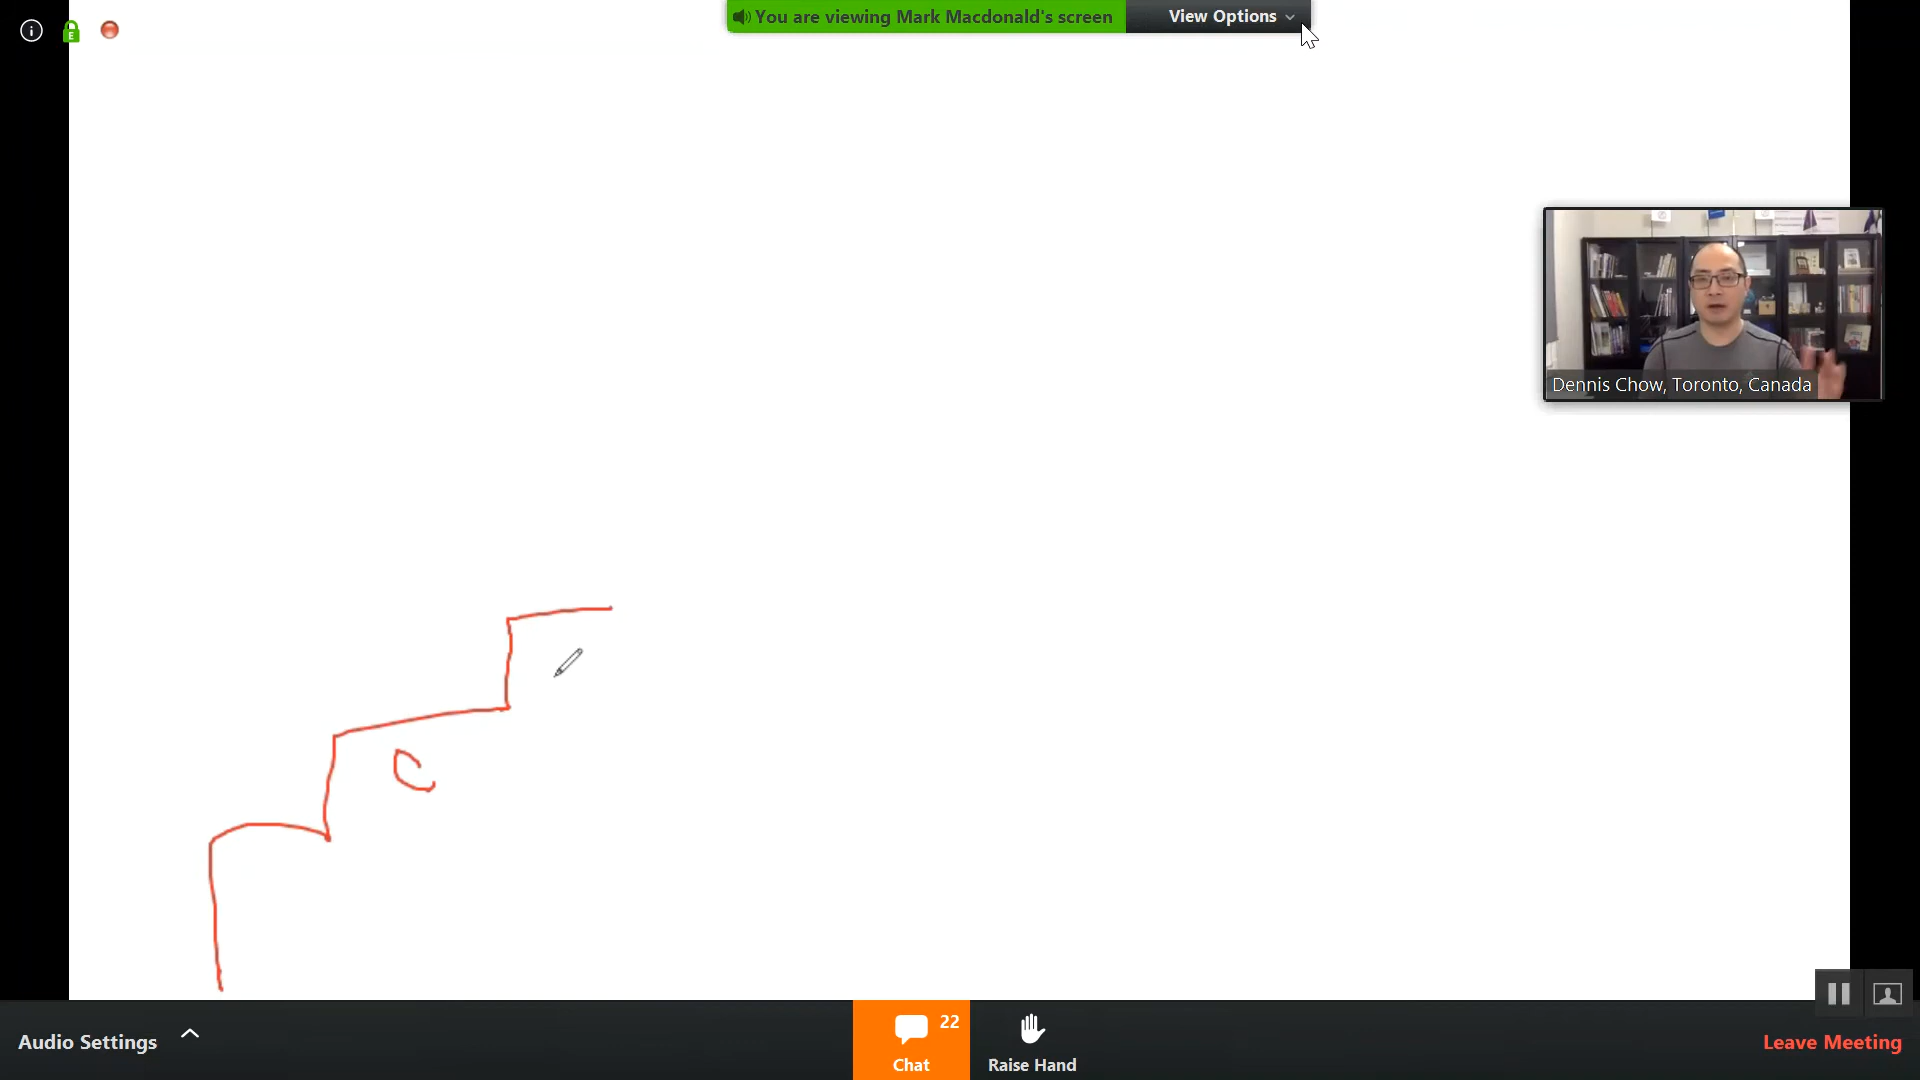 You are viewing Mark Macdonald's screen
View Options
Dennis Chow, Toronto, Canada
C
Audio Settings
22
Chat
Raise Hand
Leave Meeting